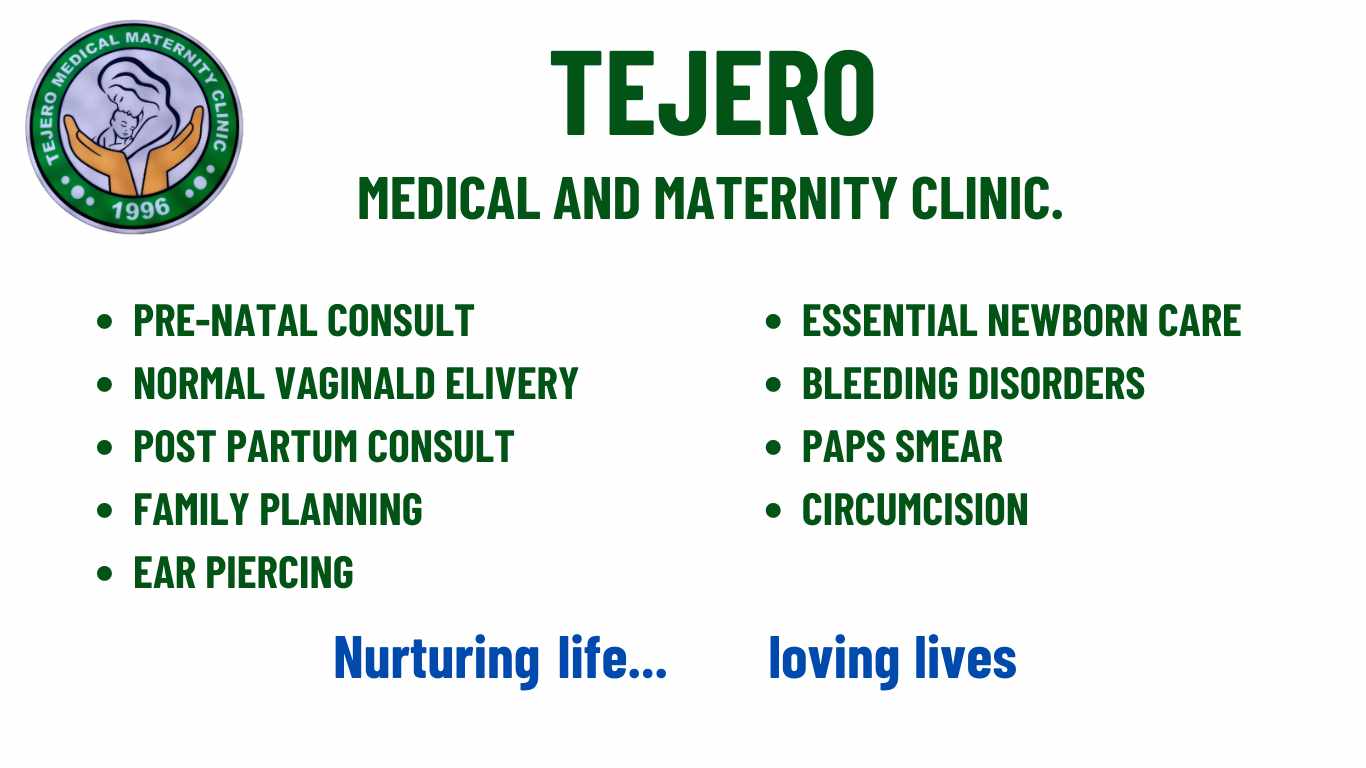 TEJERO MEDICAL MATERNITY CLINIC
1996
TEJERO
MEDICAL AND MATERNITY CLINIC.
• PRE-NATAL CONSULT
• NORMAL VAGINALD ELIVERY
• POST PARTUM CONSULT
• FAMILY PLANNING
• EAR PIERCING
• ESSENTIAL NEWBORN CARE
• BLEEDING DISORDERS
• PAPS SMEAR
• CIRCUMCISION
Nurturing life... loving lives